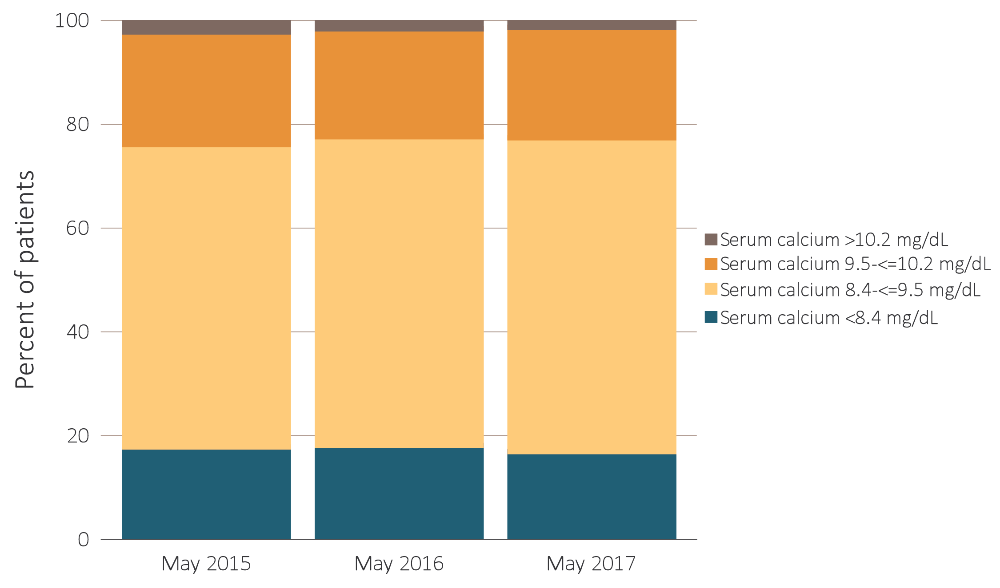 Percent of patients
100
80
60
40
20
0
May 2015
May 2016
May 2017
Serum calcium >10.2 mg/dL
Serum calcium 9.5-<=10.2 mg/dL
Serum calcium 8.4-<=9.5 mg/dL
Serum calcium <8.4 mg/dL